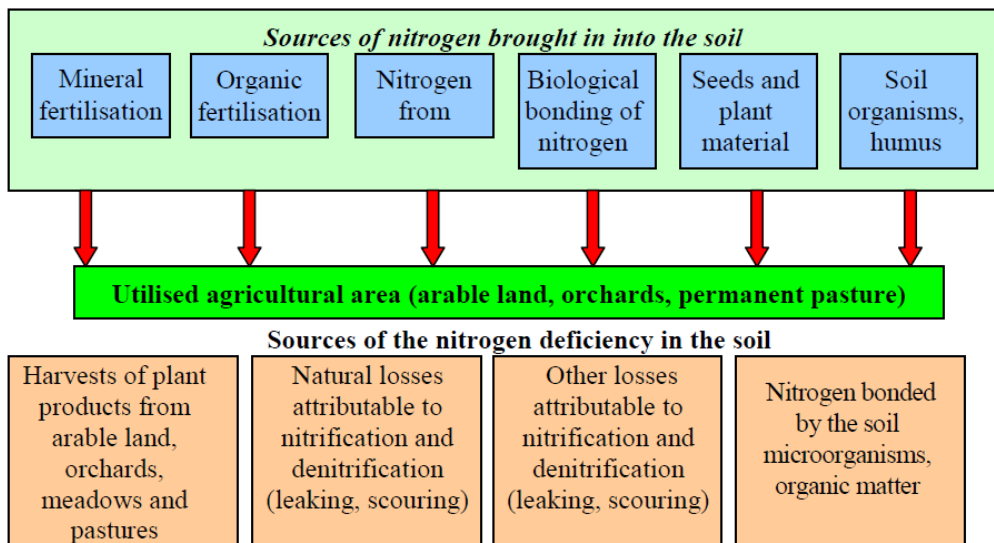 Sources of nitrogen brought in into the soil
Mineral
fertilisation
Organic
fertilisation
Nitrogen
from
Biological
bonding of
nitrogen
Seeds and
plant
material
Soil
organisms,
humus
Utilised agricultural area (arable land, orchards, permanent pasture)
Sources of the nitrogen deficiency in the soil
Harvests of plant
products from
arable land,
orchards,
meadows and
pastures
Natural losses
attributable to
nitrification and
denitrification
(leaking, scouring)
Other losses
attributable to
nitrification and
denitrification
(leaking, scouring)
Nitrogen bonded
by the soil
microorganisms,
organic matter